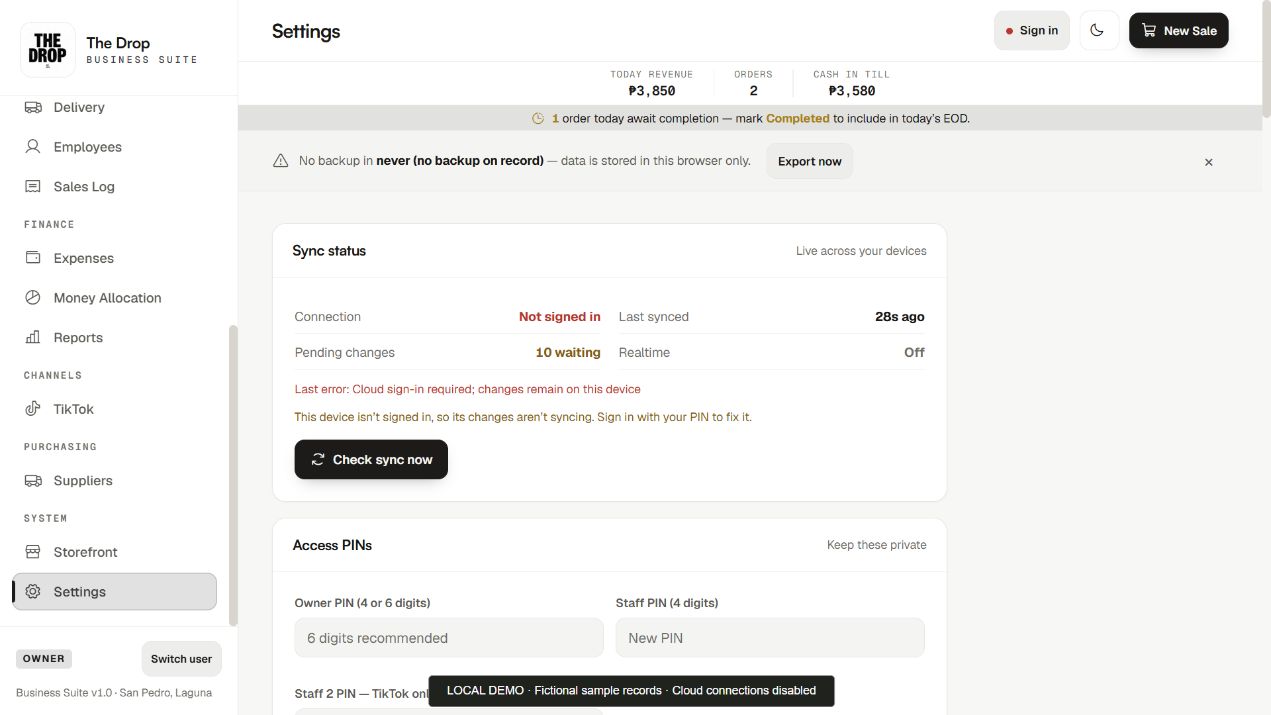 THE
DROP
The Drop
BUSINESS SUITE
Delivery
Employees
Sales Log
FINANCE
Expenses
Money Allocation
Reports
CHANNELS
TikTok
PURCHASING
Suppliers
SYSTEM
Storefront
Settings
OWNER
Switch user
Business Suite v1.0 · San Pedro, Laguna
Settings
Sign in
New Sale
TODAY REVENUE
₱3,850
ORDERS
2
CASH IN TILL
₱3,580
1 order today await completion — mark Completed to include in today's EOD.
No backup in never (no backup on record) — data is stored in this browser only.
Export now
×
Sync status
Live across your devices
Connection
Not signed in
Last synced
28s ago
Pending changes
10 waiting
Realtime
Off
Last error: Cloud sign-in required; changes remain on this device
This device isn't signed in, so its changes aren't syncing. Sign in with your PIN to fix it.
Check sync now
Access PINs
Keep these private
Owner PIN (4 or 6 digits)
6 digits recommended
Staff PIN (4 digits)
New PIN
Staff 2 PIN — TikTok onl
LOCAL DEMO · Fictional sample records · Cloud connections disabled